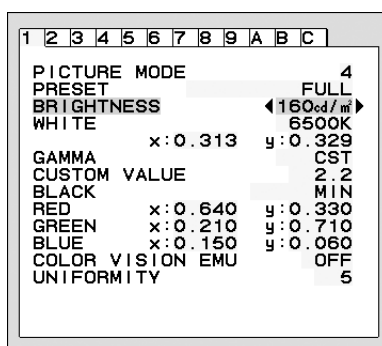 1 2 3 4 5 6 7 8 9 A B C
PICTURE MODE 4
PRESET FULL
BRIGHTNESS ◀160cd/㎡▶
WHITE 6500K
x:0.313 y:0.329
GAMMA CST
CUSTOM VALUE 2.2
BLACK MIN
RED x:0.640 y:0.330
GREEN x:0.210 y:0.710
BLUE x:0.150 y:0.060
COLOR VISION EMU OFF
UNIFORMITY 5